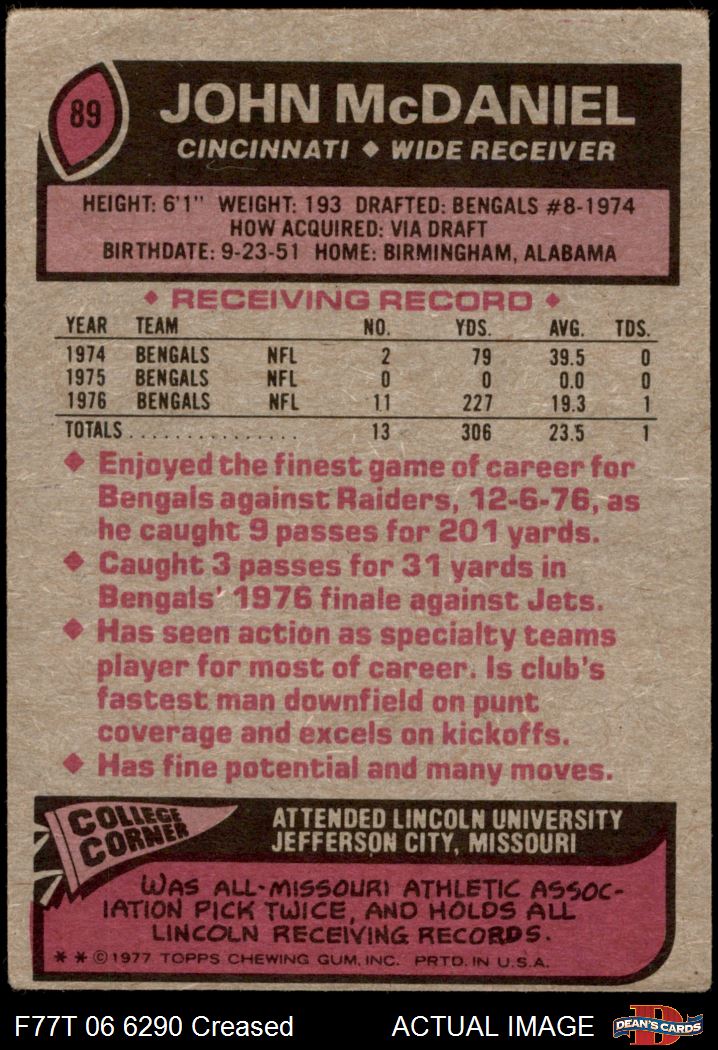 89
JOHN McDANIEL
CINCINNATI ◆ WIDE RECEIVER
HEIGHT: 6'1" WEIGHT: 193 DRAFTED: BENGALS #8-1974
HOW ACQUIRED: VIA DRAFT
BIRTHDATE: 9-23-51 HOME: BIRMINGHAM, ALABAMA
◆ RECEIVING RECORD ◆
YEAR TEAM NO. YDS. AVG. TDS.
1974 BENGALS NFL 2 79 39.5 0
1975 BENGALS NFL 0 0 0.0 0
1976 BENGALS NFL 11 227 19.3 1
TOTALS................ 13 306 23.5 1
◆ Enjoyed the finest game of career for
Bengals against Raiders, 12-6-76, as
he caught 9 passes for 201 yards.
◆ Caught 3 passes for 31 yards in
Bengals' 1976 finale against Jets.
◆ Has seen action as specialty teams
player for most of career. Is club's
fastest man downfield on punt
coverage and excels on kickoffs.
◆ Has fine potential and many moves.
COLLEGE
CORNER
ATTENDED LINCOLN UNIVERSITY
JEFFERSON CITY, MISSOURI
WAS ALL-MISSOURI ATHLETIC ASSOC-
IATION PICK TWICE, AND HOLDS ALL
LINCOLN RECEIVING RECORDS.
* * © 1977 TOPPS CHEWING GUM, INC. PRTD. IN U.S.A.
F77T 06 6290 Creased ACTUAL IMAGE
D
DEAN'S CARDS